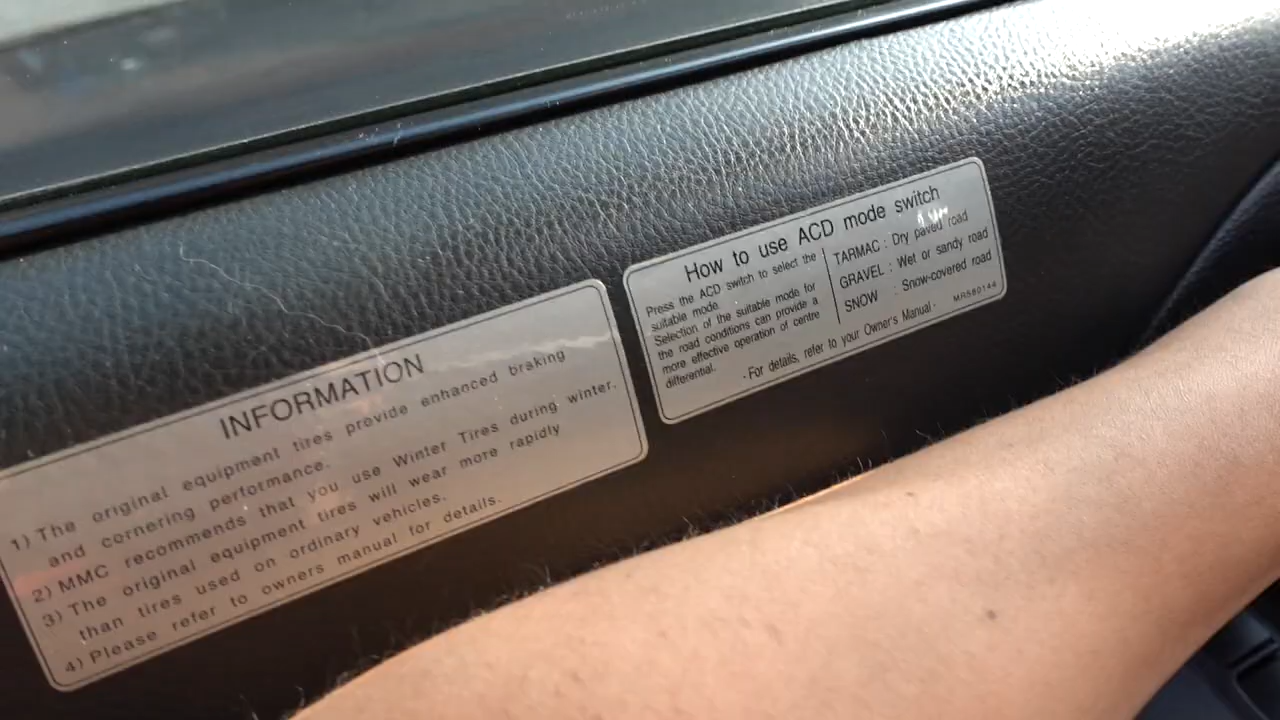 INFORMATION
1) The original equipment tires provide enhanced braking
and cornering performance.
2) MMC recommends that you use Winter Tires during winter.
3) The original equipment tires will wear more rapidly
than tires used on ordinary vehicles.
4) Please refer to owners manual for details.
How to use ACD mode switch
Press the ACD switch to select the
suitable mode.
Selection of the suitable mode for
the road conditions can provide a
more effective operation of centre
differential.
TARMAC : Dry paved road
GRAVEL : Wet or sandy road
SNOW : Snow-covered road
-For details, refer to your Owner's Manual-
MR580144